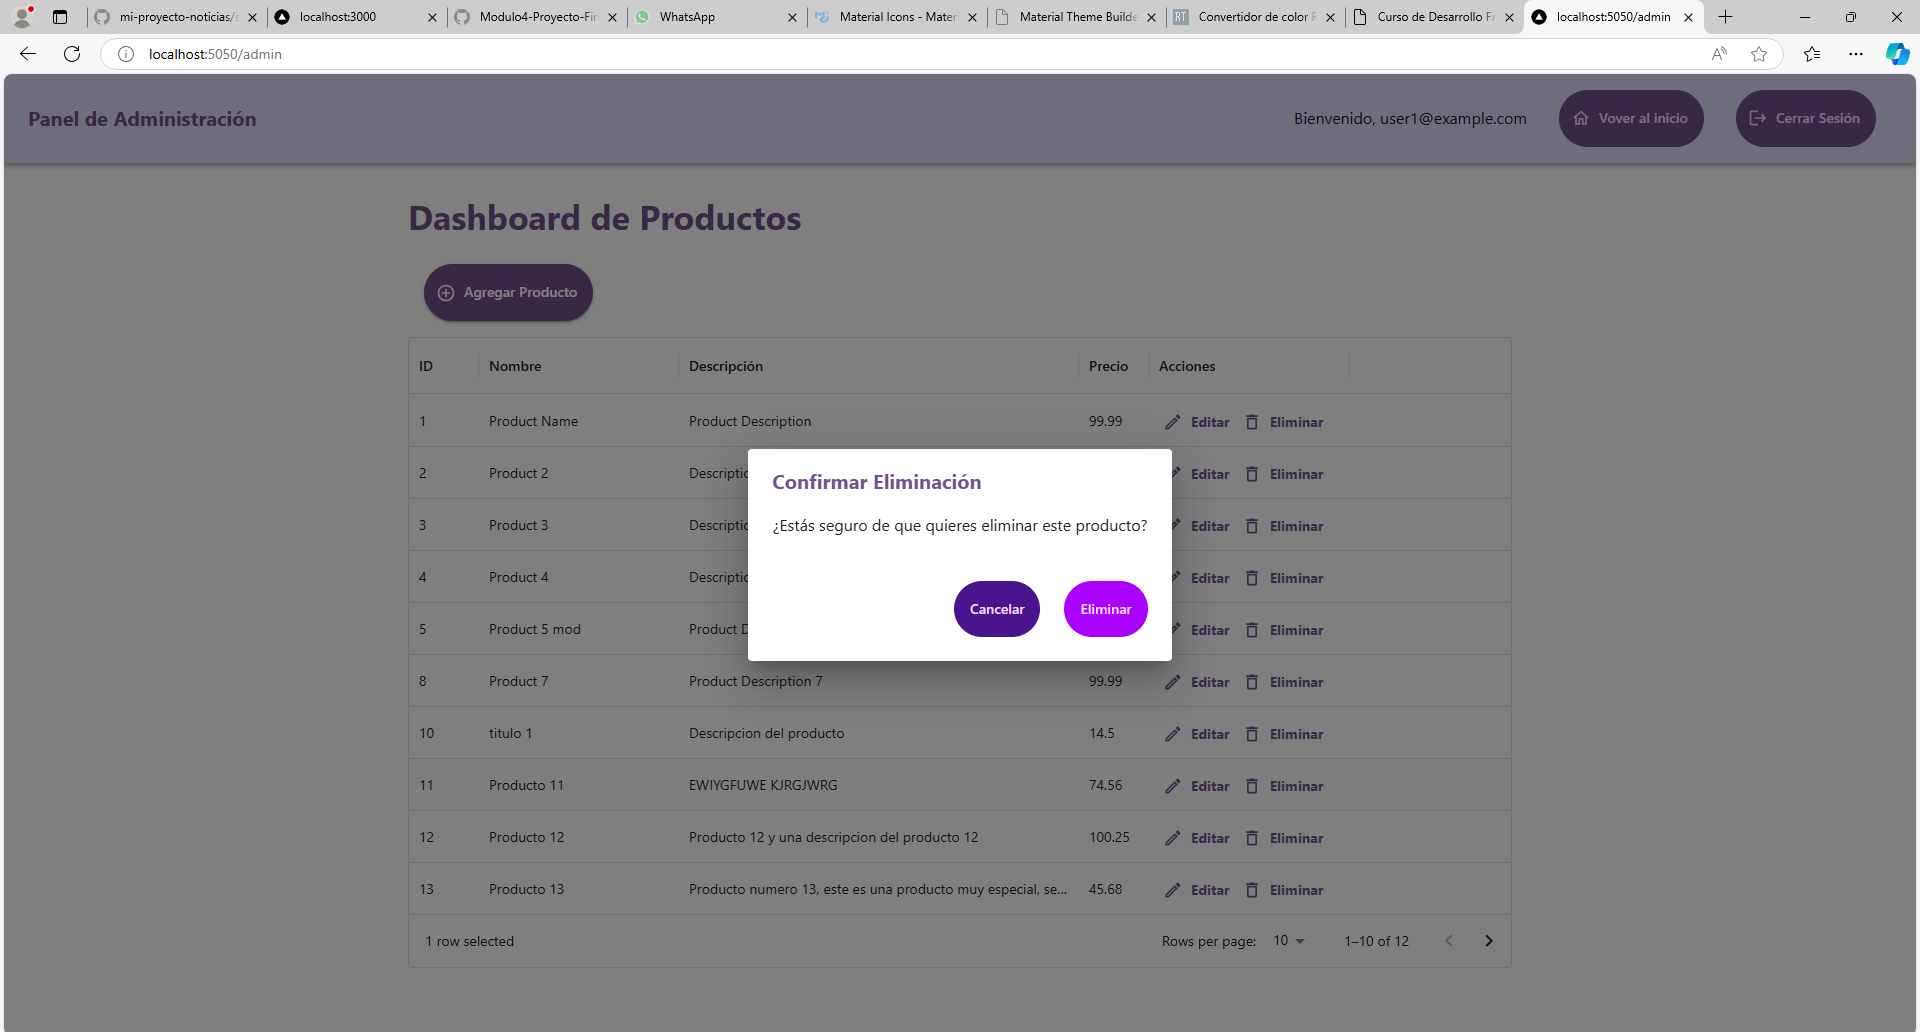 mi-proyecto-noticias/s
localhost:3000
Modulo4-Proyecto-Fin
WhatsApp
Material Icons - Materi
Material Theme Builde
RT
Convertidor de color R
Curso de Desarrollo Fr
localhost:5050/admin
localhost:5050/admin
Panel de Administración
Bienvenido, user1@example.com
Vover al inicio
Cerrar Sesión
Dashboard de Productos
Agregar Producto
ID Nombre Descripción Precio Acciones
1 Product Name Product Description 99.99 Editar Eliminar
2 Product 2 Descriptic Editar Eliminar
3 Product 3 Descriptic Editar Eliminar
4 Product 4 Descriptic Editar Eliminar
5 Product 5 mod Product D Editar Eliminar
8 Product 7 Product Description 7 99.99 Editar Eliminar
10 titulo 1 Descripcion del producto 14.5 Editar Eliminar
11 Producto 11 EWIYGFUWE KJRGJWRG 74.56 Editar Eliminar
12 Producto 12 Producto 12 y una descripcion del producto 12 100.25 Editar Eliminar
13 Producto 13 Producto numero 13, este es una producto muy especial, se... 45.68 Editar Eliminar
1 row selected
Rows per page: 10 1–10 of 12
Confirmar Eliminación
¿Estás seguro de que quieres eliminar este producto?
Cancelar Eliminar